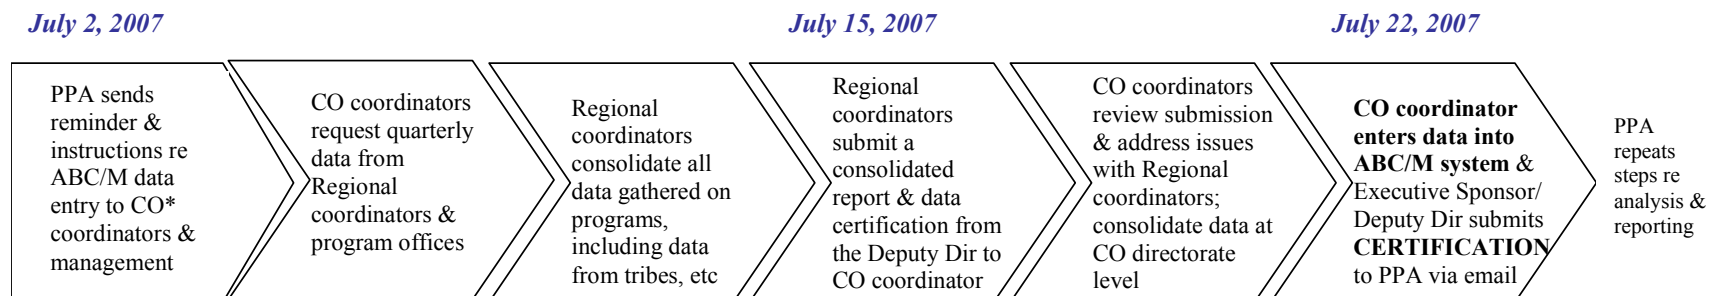 July 2, 2007
July 15, 2007
July 22, 2007
PPA sends
reminder &
instructions re
ABC/M data
entry to CO*
coordinators &
management
CO coordinators
request quarterly
data from
Regional
coordinators &
program offices
Regional
coordinators
consolidate all
data gathered on
programs,
including data
from tribes, etc
Regional
coordinators
submit a
consolidated
report & data
certification from
the Deputy Dir to
CO coordinator
CO coordinators
review submission
& address issues
with Regional
coordinators;
consolidate data at
CO directorate
level
CO coordinator
enters data into
ABC/M system &
Executive Sponsor/
Deputy Dir submits
CERTIFICATION
to PPA via email
PPA
repeats
steps re
analysis &
reporting